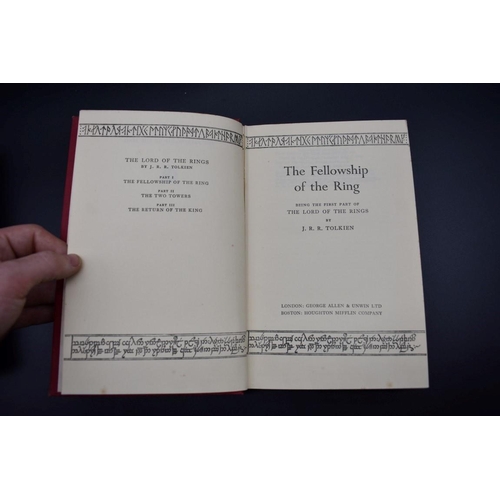 THE LORD OF THE RINGS
BY J. R. R. TOLKIEN
PART I
THE FELLOWSHIP OF THE RING
PART II
THE TWO TOWERS
PART III
THE RETURN OF THE KING
The Fellowship
of the Ring
BEING THE FIRST PART OF
THE LORD OF THE RINGS
BY
J. R. R. TOLKIEN
LONDON: GEORGE ALLEN & UNWIN LTD
BOSTON: HOUGHTON MIFFLIN COMPANY